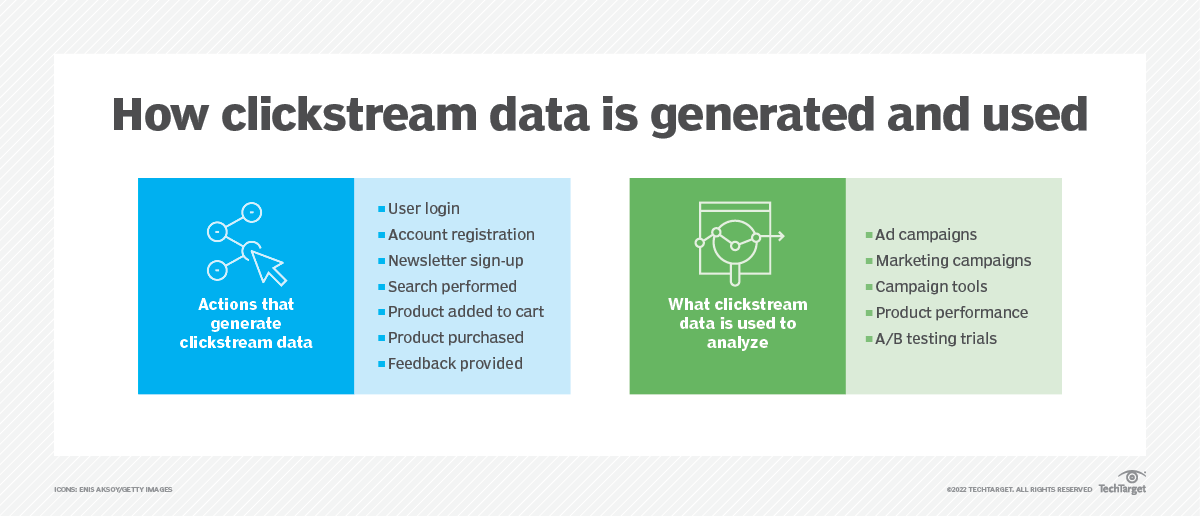 How clickstream data is generated and used
Actions that
generate
clickstream data
User login
Account registration
Newsletter sign-up
Search performed
Product added to cart
Product purchased
Feedback provided
What clickstream
data is used to
analyze
Ad campaigns
Marketing campaigns
Campaign tools
Product performance
A/B testing trials
ICONS: ENIS AKSOY/GETTY IMAGES
©2022 TECHTARGET. ALL RIGHTS RESERVED
TechTarget